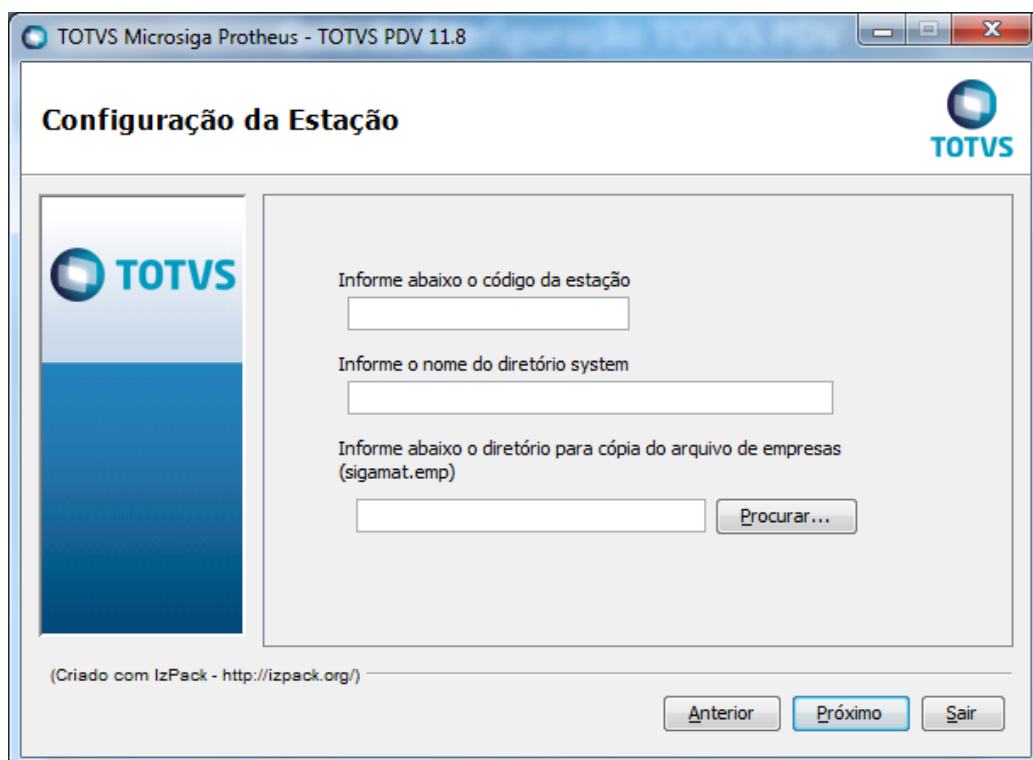 TOTVS Microsiga Protheus - TOTVS PDV 11.8
Configuração da Estação
TOTVS
TOTVS
Informe abaixo o código da estação
Informe o nome do diretório system
Informe abaixo o diretório para cópia do arquivo de empresas
(sigamat.emp)
Procurar...
(Criado com IzPack - http://izpack.org/)
Anterior Próximo Sair